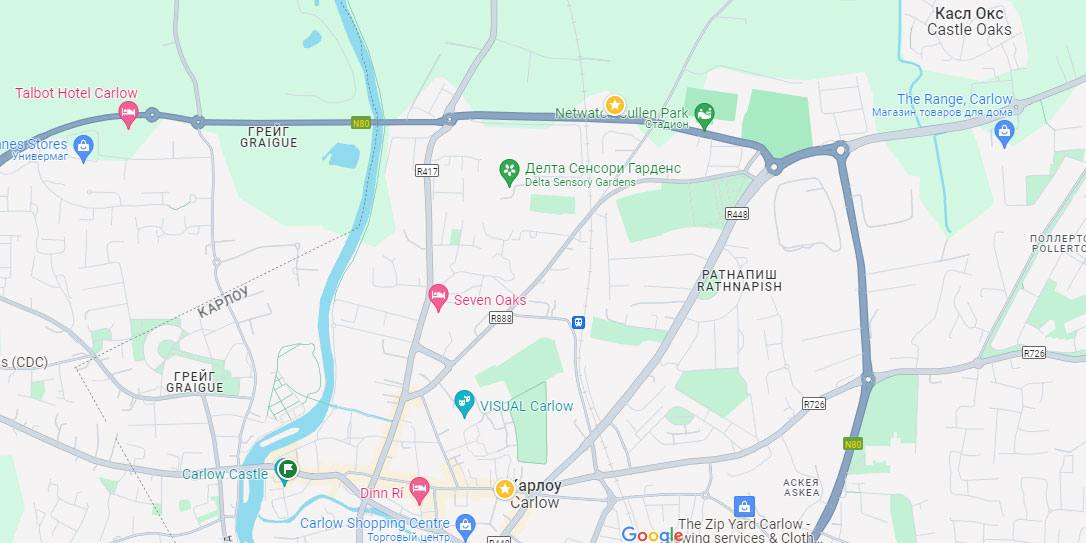 Касл Окс
Castle Oaks
Talbot Hotel Carlow
The Range, Carlow
Магазин товаров для дома
Netwatch Cullen Park
Стадион
N80
ГРЕЙГ
GRAIGUE
nes Stores
Универмаг
R417
Делта Сенсори Гарденс
Delta Sensory Gardens
R448
ПОЛЛЕРТО
POLLERTO
РАТНАПИШ
RATHNAPISH
КАРЛОУ
Seven Oaks
R888
s (CDC)
R726
ГРЕЙГ
GRAIGUE
VISUAL Carlow
R726
N80
Carlow Castle
Dinn Rí
Карлоу
Carlow
АСКЕЯ
ASKEA
Carlow Shopping Centre
Торговый центр
R448
Google
The Zip Yard Carlow -
wing services & Cloth...